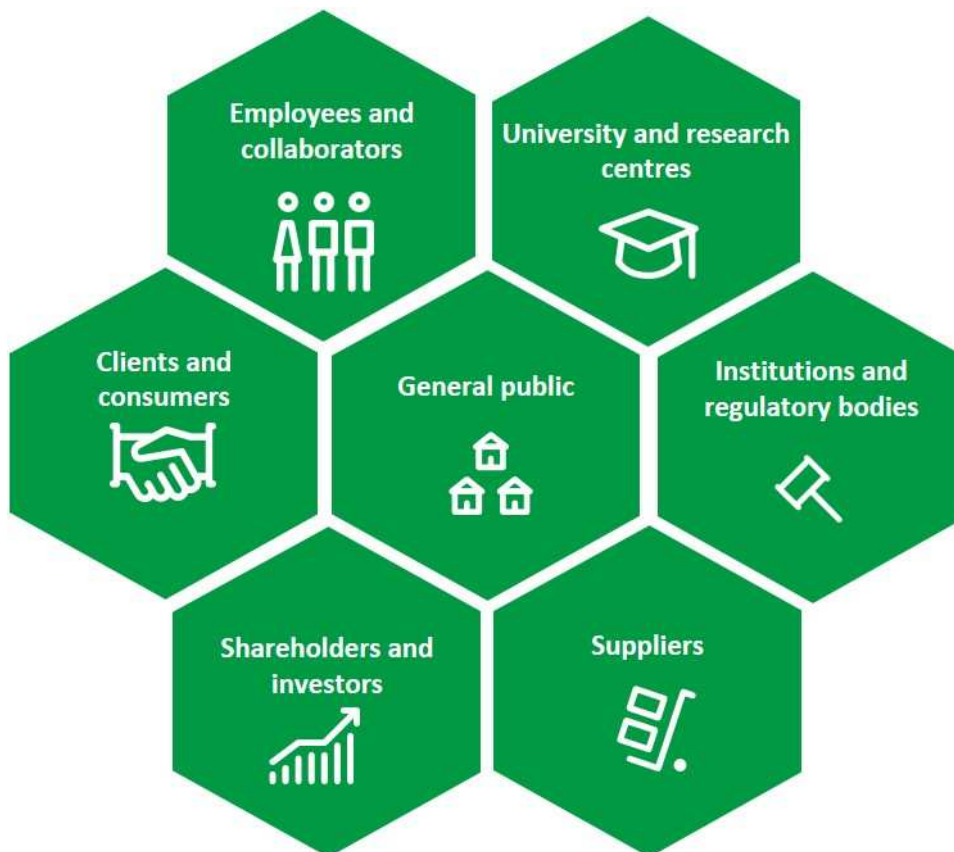 Employees and
collaborators
University and research
centres
Clients and
consumers
General public
Institutions and
regulatory bodies
Shareholders and
investors
Suppliers